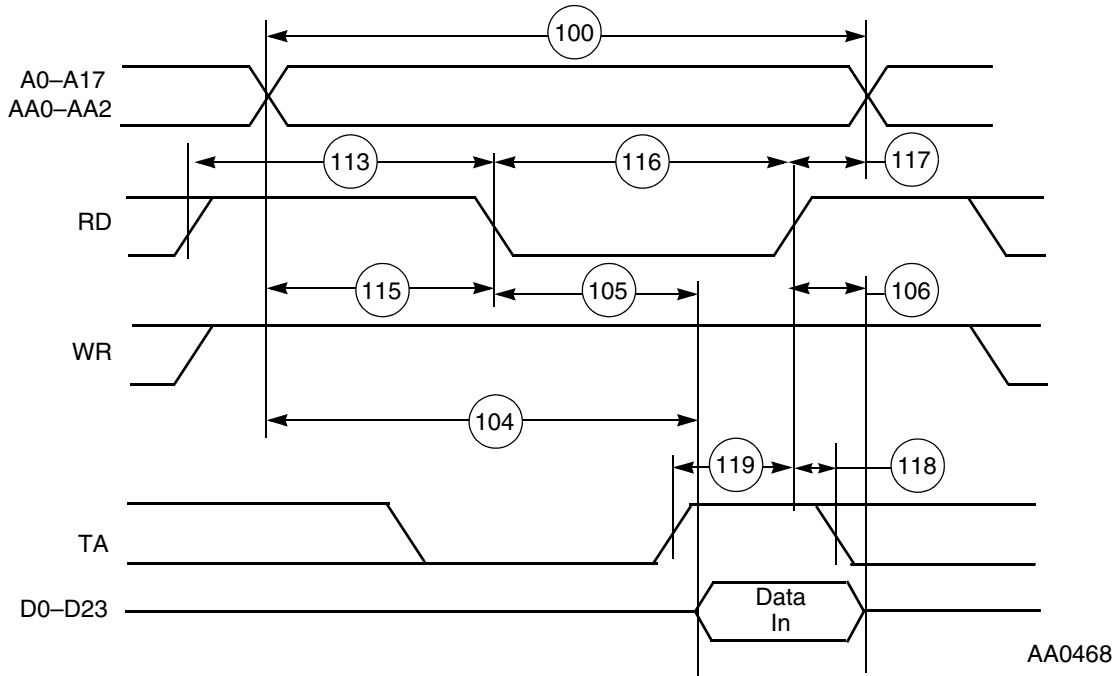 100
A0–A17
AA0–AA2
113
116
117
RD
115
105
106
WR
104
119
118
TA
D0–D23
Data
In
AA0468